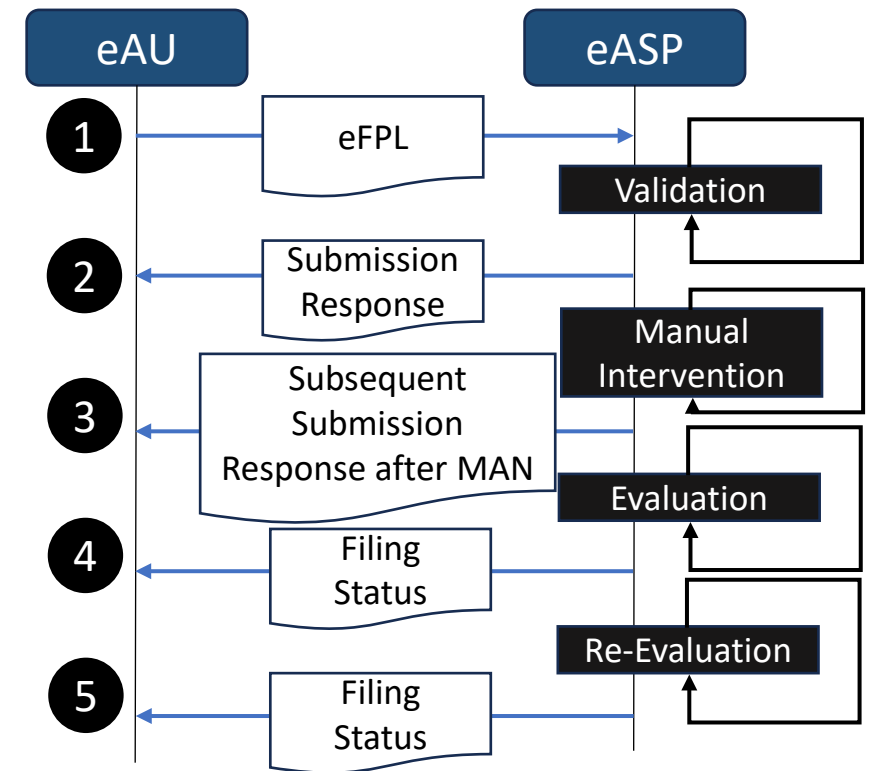 eAU
eASP
1
eFPL
Validation
2
Submission
Response
Manual
Intervention
3
Subsequent
Submission
Response after MAN
Evaluation
4
Filing
Status
Re-Evaluation
5
Filing
Status